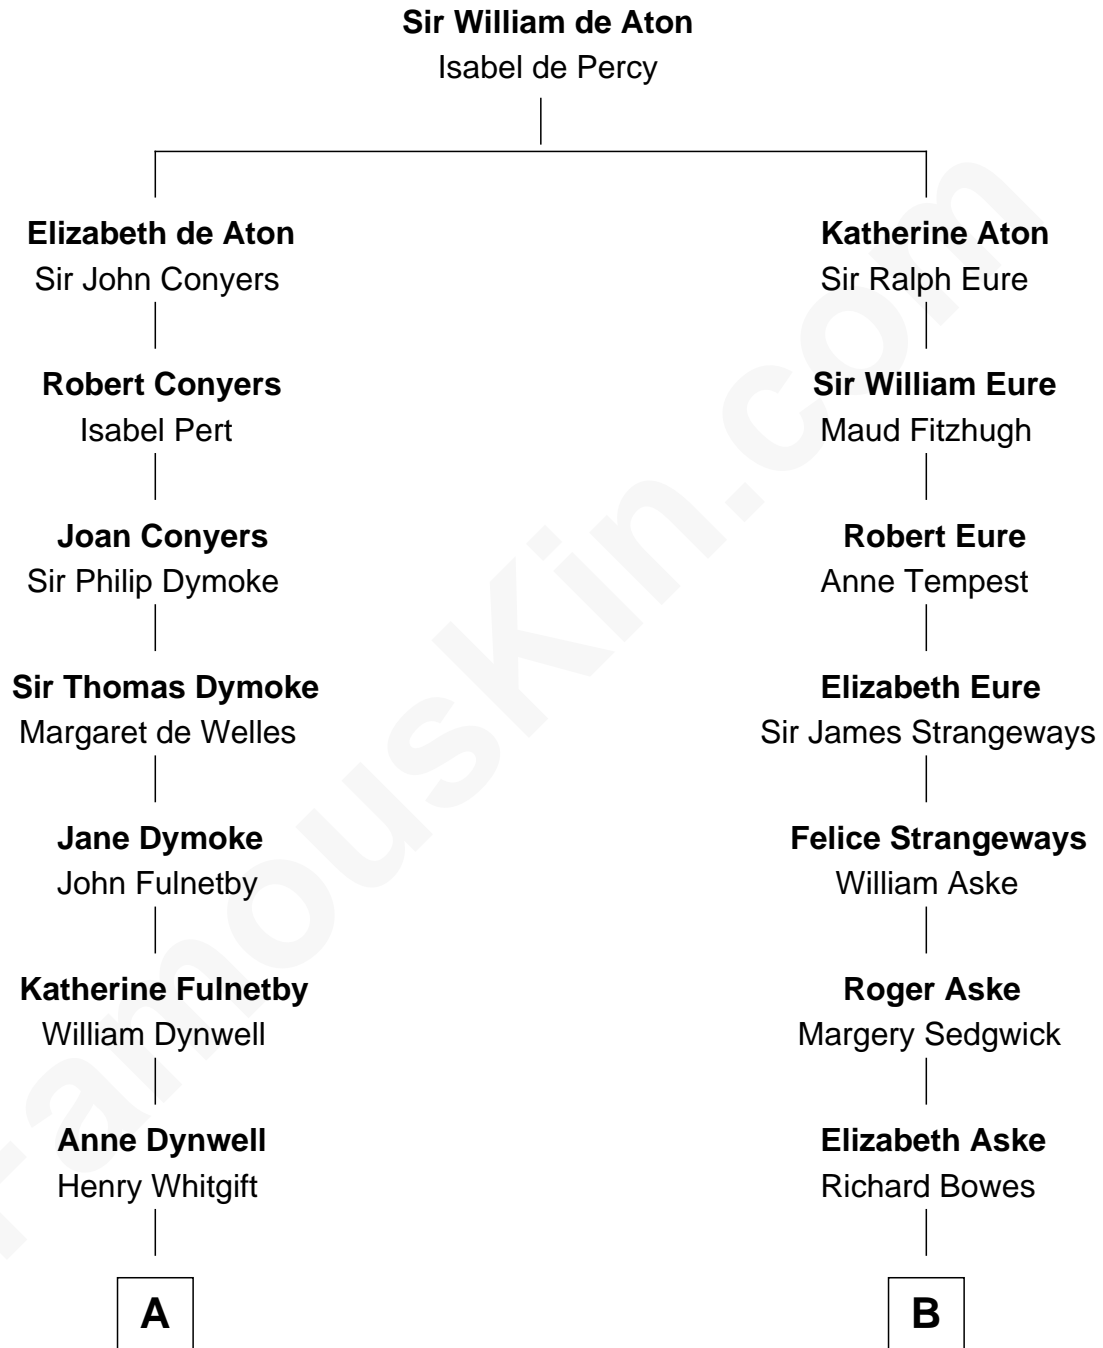 Sir William de Aton
Isabel de Percy
Elizabeth de Aton
Sir John Conyers
Katherine Aton
Sir Ralph Eure
Robert Conyers
Isabel Pert
Sir William Eure
Maud Fitzhugh
Joan Conyers
Sir Philip Dymoke
Robert Eure
Anne Tempest
Sir Thomas Dymoke
Margaret de Welles
Elizabeth Eure
Sir James Strangeways
Jane Dymoke
John Fulnetby
Felice Strangeways
William Aske
Katherine Fulnetby
William Dynwell
Roger Aske
Margery Sedgwick
Anne Dynwell
Henry Whitgift
Elizabeth Aske
Richard Bowes
A
B
FamousKin.com